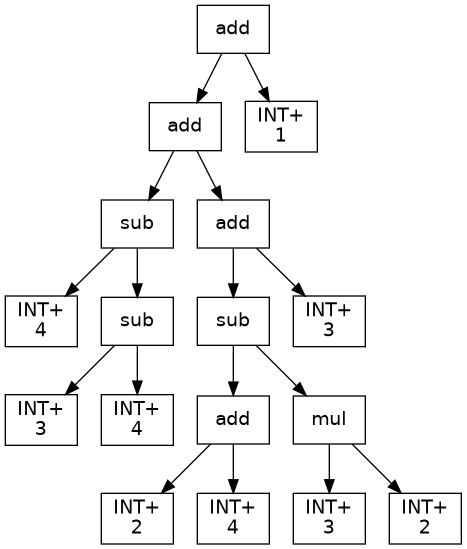 add
add
INT+
1
sub
add
INT+
4
sub
sub
INT+
3
INT+
3
INT+
4
add
mul
INT+
2
INT+
4
INT+
3
INT+
2